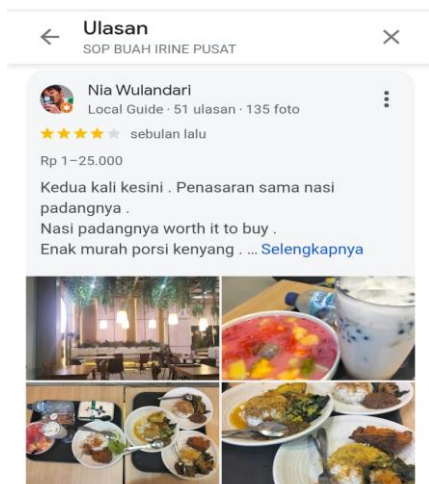 Ulasan
SOP BUAH IRINE PUSAT
Nia Wulandari
Local Guide · 51 ulasan · 135 foto
sebulan lalu
Rp 1–25.000
Kedua kali kesini . Penasaran sama nasi
padangnya .
Nasi padangnya worth it to buy .
Enak murah porsi kenyang . ... Selengkapnya